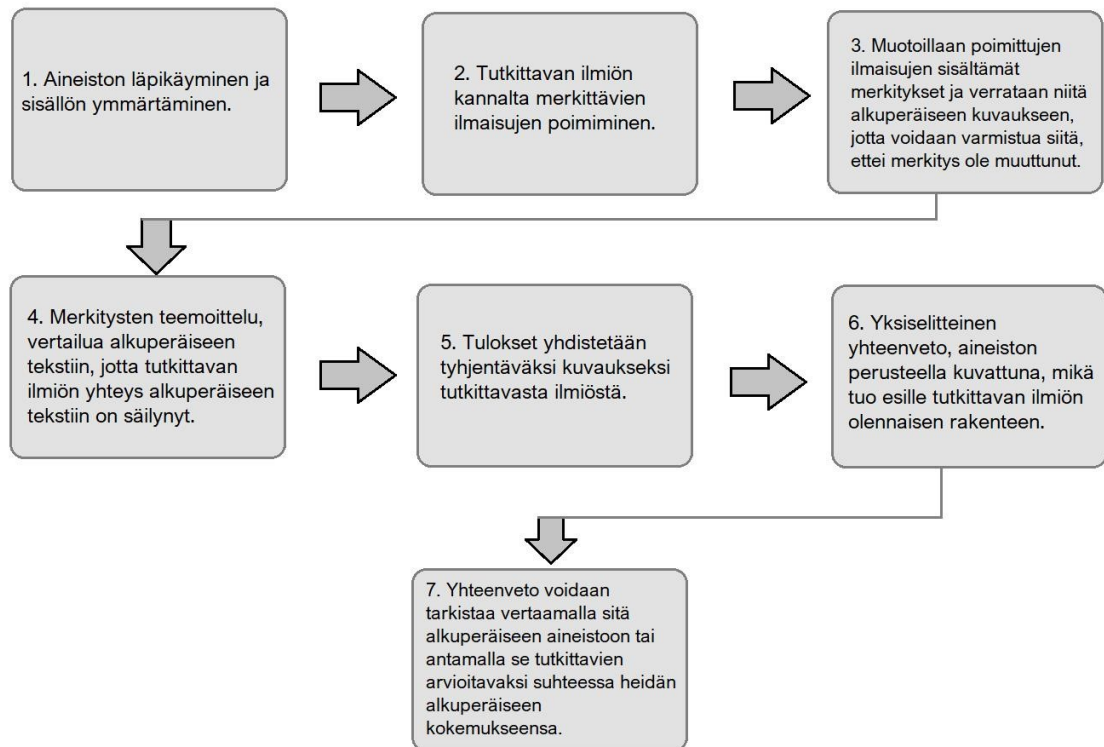 1. Aineiston läpikäyminen ja
sisällön ymmärtäminen.
2. Tutkittavan ilmiön
kannalta merkittävien
ilmaisujen poimiminen.
3. Muotoillaan poimittujen
ilmaisujen sisältämät
merkitykset ja verrataan niitä
alkuperäiseen kuvaukseen,
jotta voidaan varmistua siitä,
ettei merkitys ole muuttunut.
4. Merkitysten teemoittelu,
vertailua alkuperäiseen
tekstiin, jotta tutkittavan
ilmiön yhteys alkuperäiseen
tekstiin on säilynyt.
5. Tulokset yhdistetään
tyhjentäväksi kuvaukseksi
tutkittavasta ilmiöstä.
6. Yksiselitteinen
yhteenveto, aineiston
perusteella kuvattuna, mikä
tuo esille tutkittavan ilmiön
olennaisen rakenteen.
7. Yhteenveto voidaan
tarkistaa vertaamalla sitä
alkuperäiseen aineistoon tai
antamalla se tutkittavien
arvioitavaksi suhteessa heidän
alkuperäiseen
kokemukseensa.